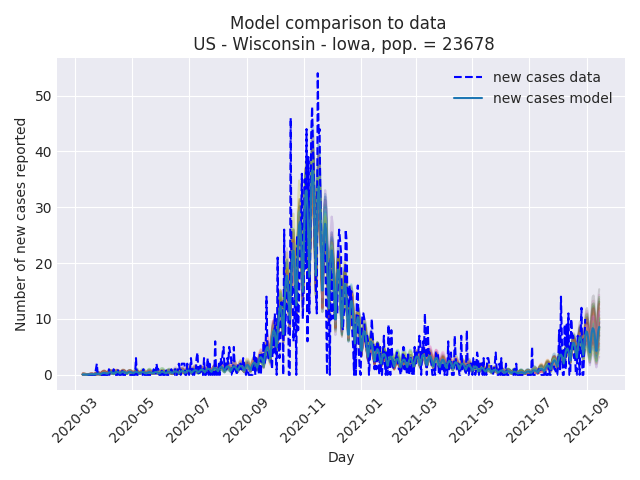 Model comparison to data
US - Wisconsin - Iowa, pop. = 23678
new cases data
new cases model
Number of new cases reported
50
40
30
20
10
0
2020-03
2020-05
2020-07
2020-09
2020-11
2021-01
2021-03
2021-05
2021-07
2021-09
Day